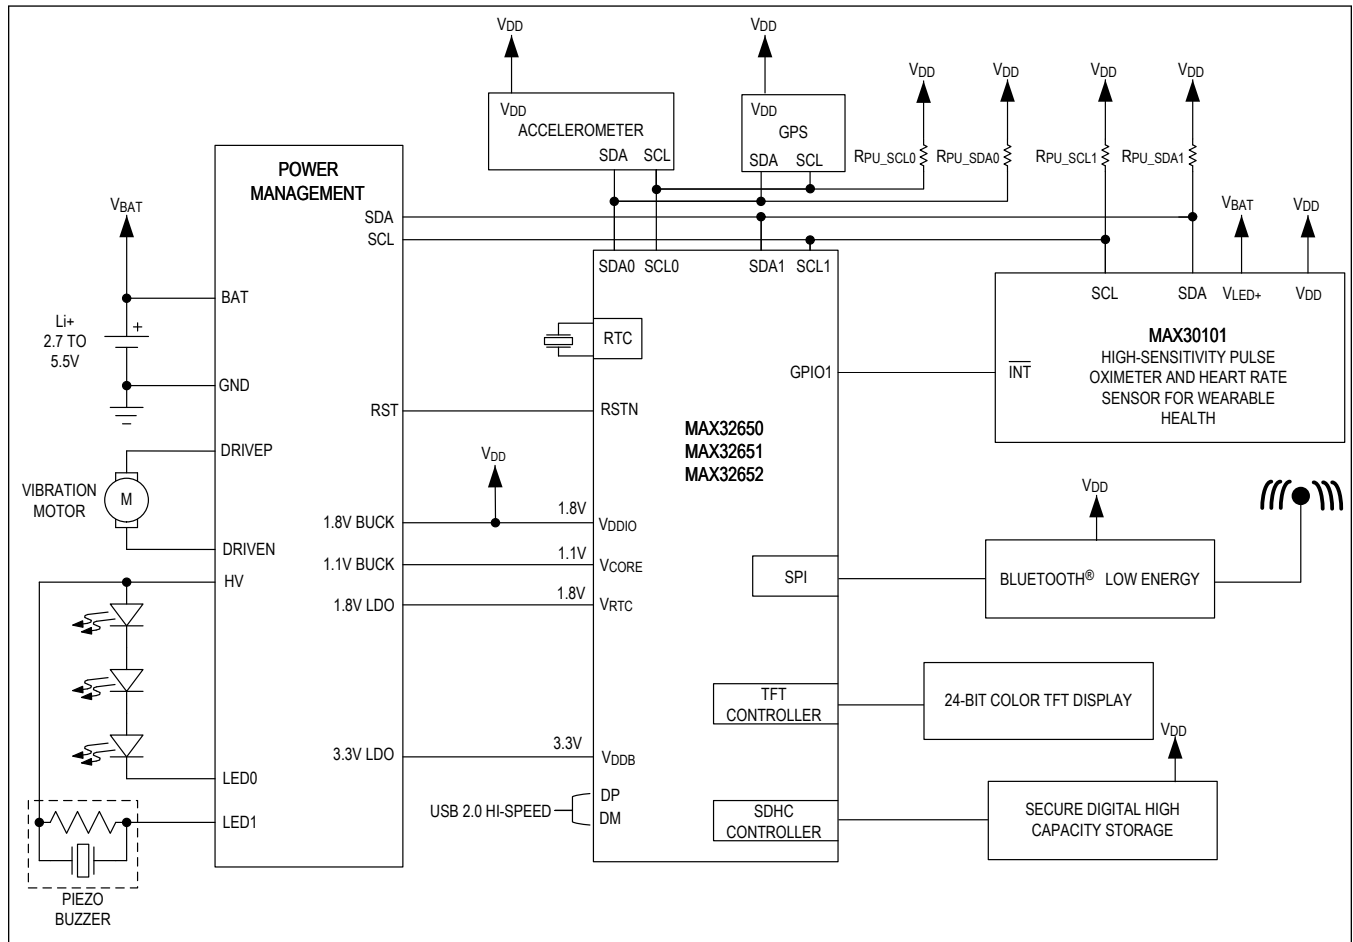 VDD
VDD
VDD
VDD
VDD
VDD
VDD
ACCELEROMETER
SDA SCL
VDD
GPS
SDA SCL
RPU_SCL0
RPU_SDA0
RPU_SCL1
RPU_SDA1
POWER
MANAGEMENT
VBAT
SDA
SCL
VBAT
VDD
SDA0 SCL0
SDA1 SCL1
SCL
SDA
VLED+
VDD
BAT
Li+
2.7 TO
5.5V
+
GND
RTC
GPIO1
INT
MAX30101
HIGH-SENSITIVITY PULSE
OXIMETER AND HEART RATE
SENSOR FOR WEARABLE
HEALTH
RST
RSTN
MAX32650
MAX32651
MAX32652
DRIVEP
VIBRATION
MOTOR
M
DRIVEN
VDD
1.8V BUCK
1.8V
VDDIO
1.1V BUCK
1.1V
VCORE
1.8V LDO
1.8V
VRTC
HV
VDD
SPI
BLUETOOTH® LOW ENERGY
TFT
CONTROLLER
24-BIT COLOR TFT DISPLAY
3.3V LDO
3.3V
VDDB
VDD
LED0
LED1
USB 2.0 HI-SPEED
DP
DM
SDHC
CONTROLLER
SECURE DIGITAL HIGH
CAPACITY STORAGE
PIEZO
BUZZER